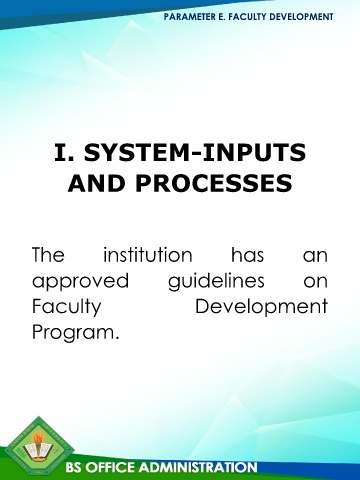 PARAMETER E. FACULTY DEVELOPMENT
I. SYSTEM-INPUTS
AND PROCESSES
The institution has an
approved guidelines on
Faculty Development
Program.
BS OFFICE ADMINISTRATION